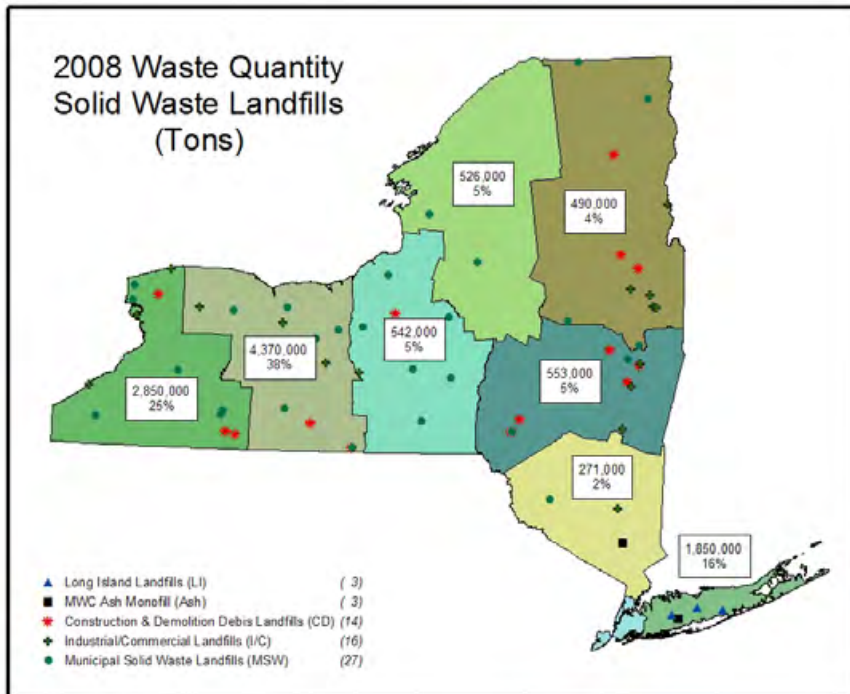 2008 Waste Quantity
Solid Waste Landfills
(Tons)
526,000
5%
490,000
4%
4,370,000
38%
542,000
5%
2,850,000
25%
553,000
5%
271,000
2%
1,850,000
16%
Long Island Landfills (LI) (3)
MWC Ash Monofill (Ash) (3)
Construction & Demolition Debis Landfills (CD) (14)
Industrial/Commercial Landfills (I/C) (16)
Municipal Solid Waste Landfills (MSW) (27)